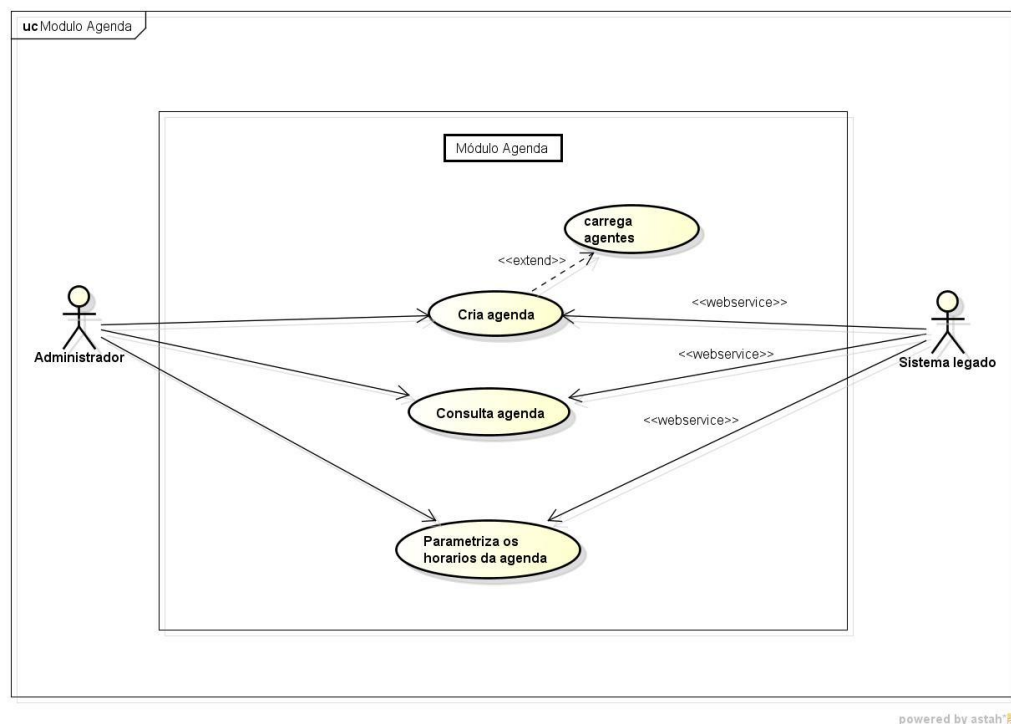 uc Modulo Agenda
Módulo Agenda
carrega
agentes
<<extend>>
Cria agenda
<<webservice>>
Administrador
Sistema legado
<<webservice>>
Consulta agenda
<<webservice>>
Parametriza os
horarios da agenda
powered by astah*